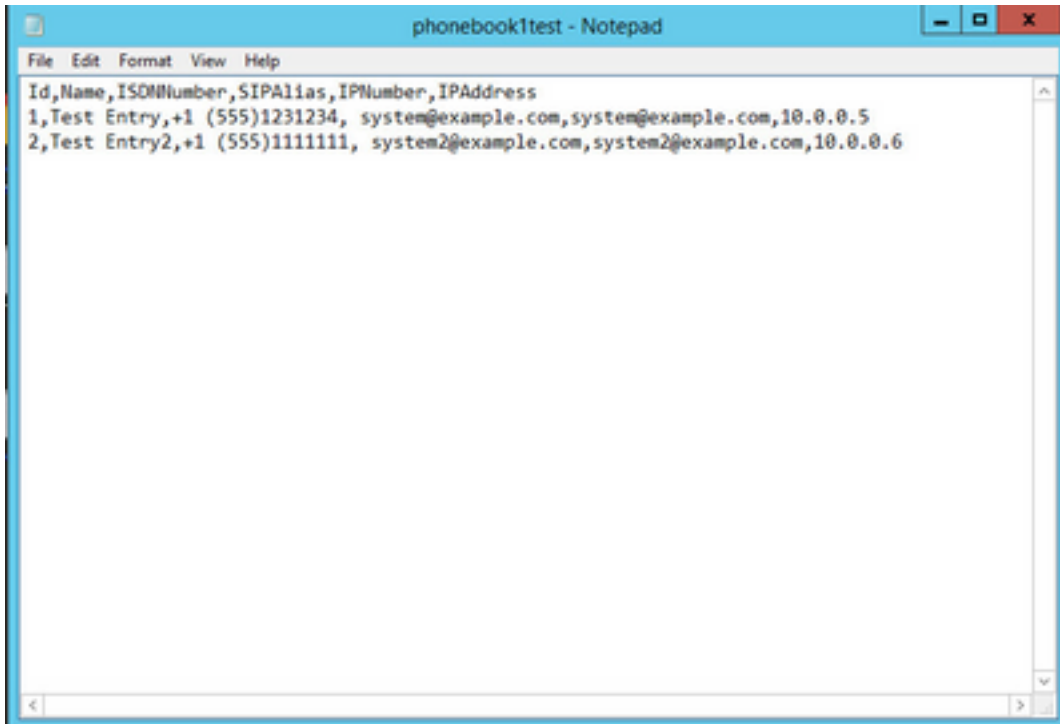 phonebook1test - Notepad
File Edit Format View Help
Id,Name,ISDNNumber,SIPAlias,IPNumber,IPAddress
1,Test Entry,+1 (555)1231234, system@example.com,system@example.com,10.0.0.5
2,Test Entry2,+1 (555)1111111, system2@example.com,system2@example.com,10.0.0.6